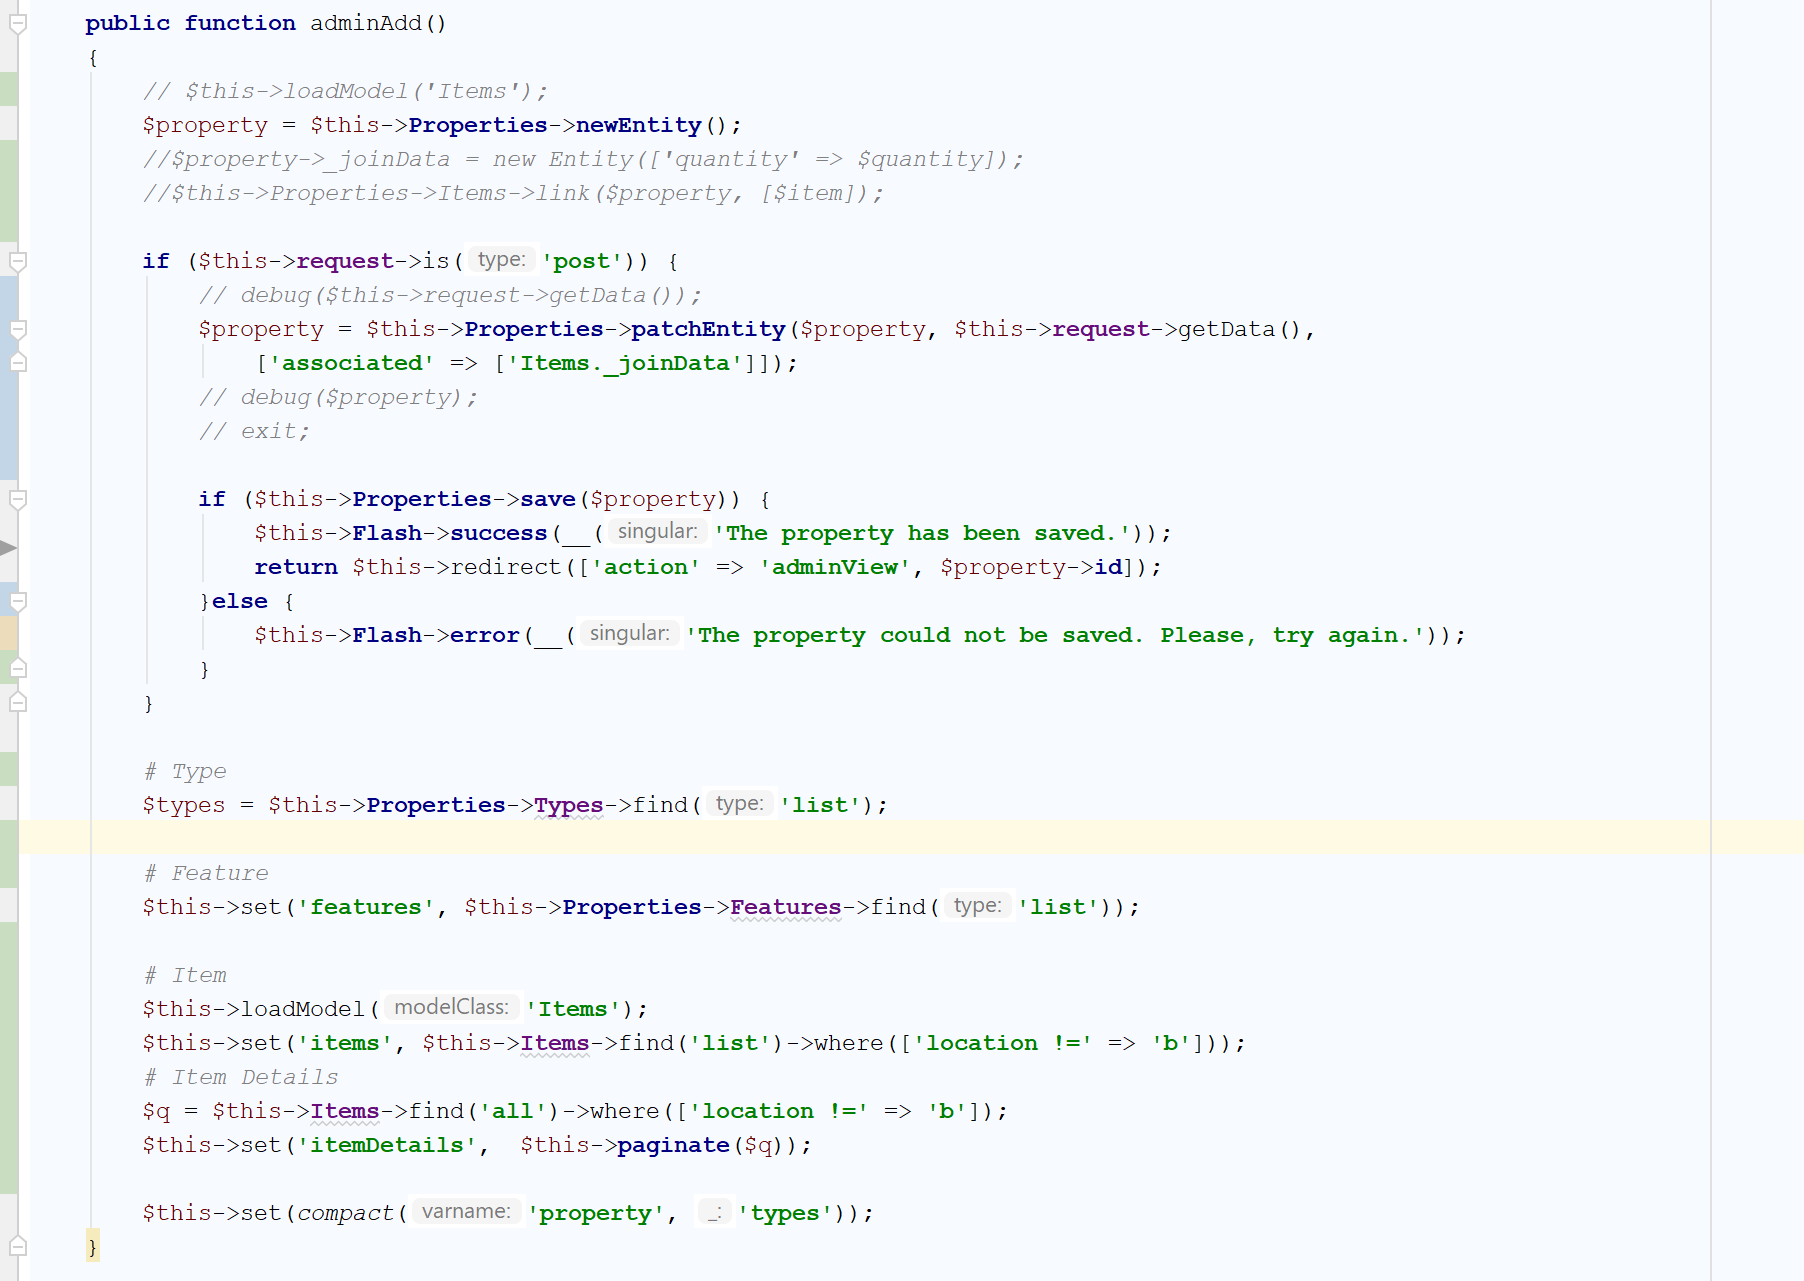 public function adminAdd()
{
// $this->loadModel('Items');
$property = $this->Properties->newEntity();
//$property->_joinData = new Entity(['quantity' => $quantity]);
//$this->Properties->Items->link($property, [$item]);
if ($this->request->is( type: 'post')) {
// debug($this->request->getData());
$property = $this->Properties->patchEntity($property, $this->request->getData(),
['associated' => ['Items._joinData']]);
// debug($property);
// exit;
if ($this->Properties->save($property)) {
$this->Flash->success(__( singular: 'The property has been saved.'));
return $this->redirect(['action' => 'adminView', $property->id]);
}else {
$this->Flash->error(__( singular: 'The property could not be saved. Please, try again.'));
}
}
# Type
$types = $this->Properties->Types->find( type: 'list');
# Feature
$this->set('features', $this->Properties->Features->find( type: 'list'));
# Item
$this->loadModel( modelClass: 'Items');
$this->set('items', $this->Items->find('list')->where(['location !=' => 'b']));
# Item Details
$q = $this->Items->find('all')->where(['location !=' => 'b']);
$this->set('itemDetails',  $this->paginate($q));
$this->set(compact( varname: 'property', _: 'types'));
}